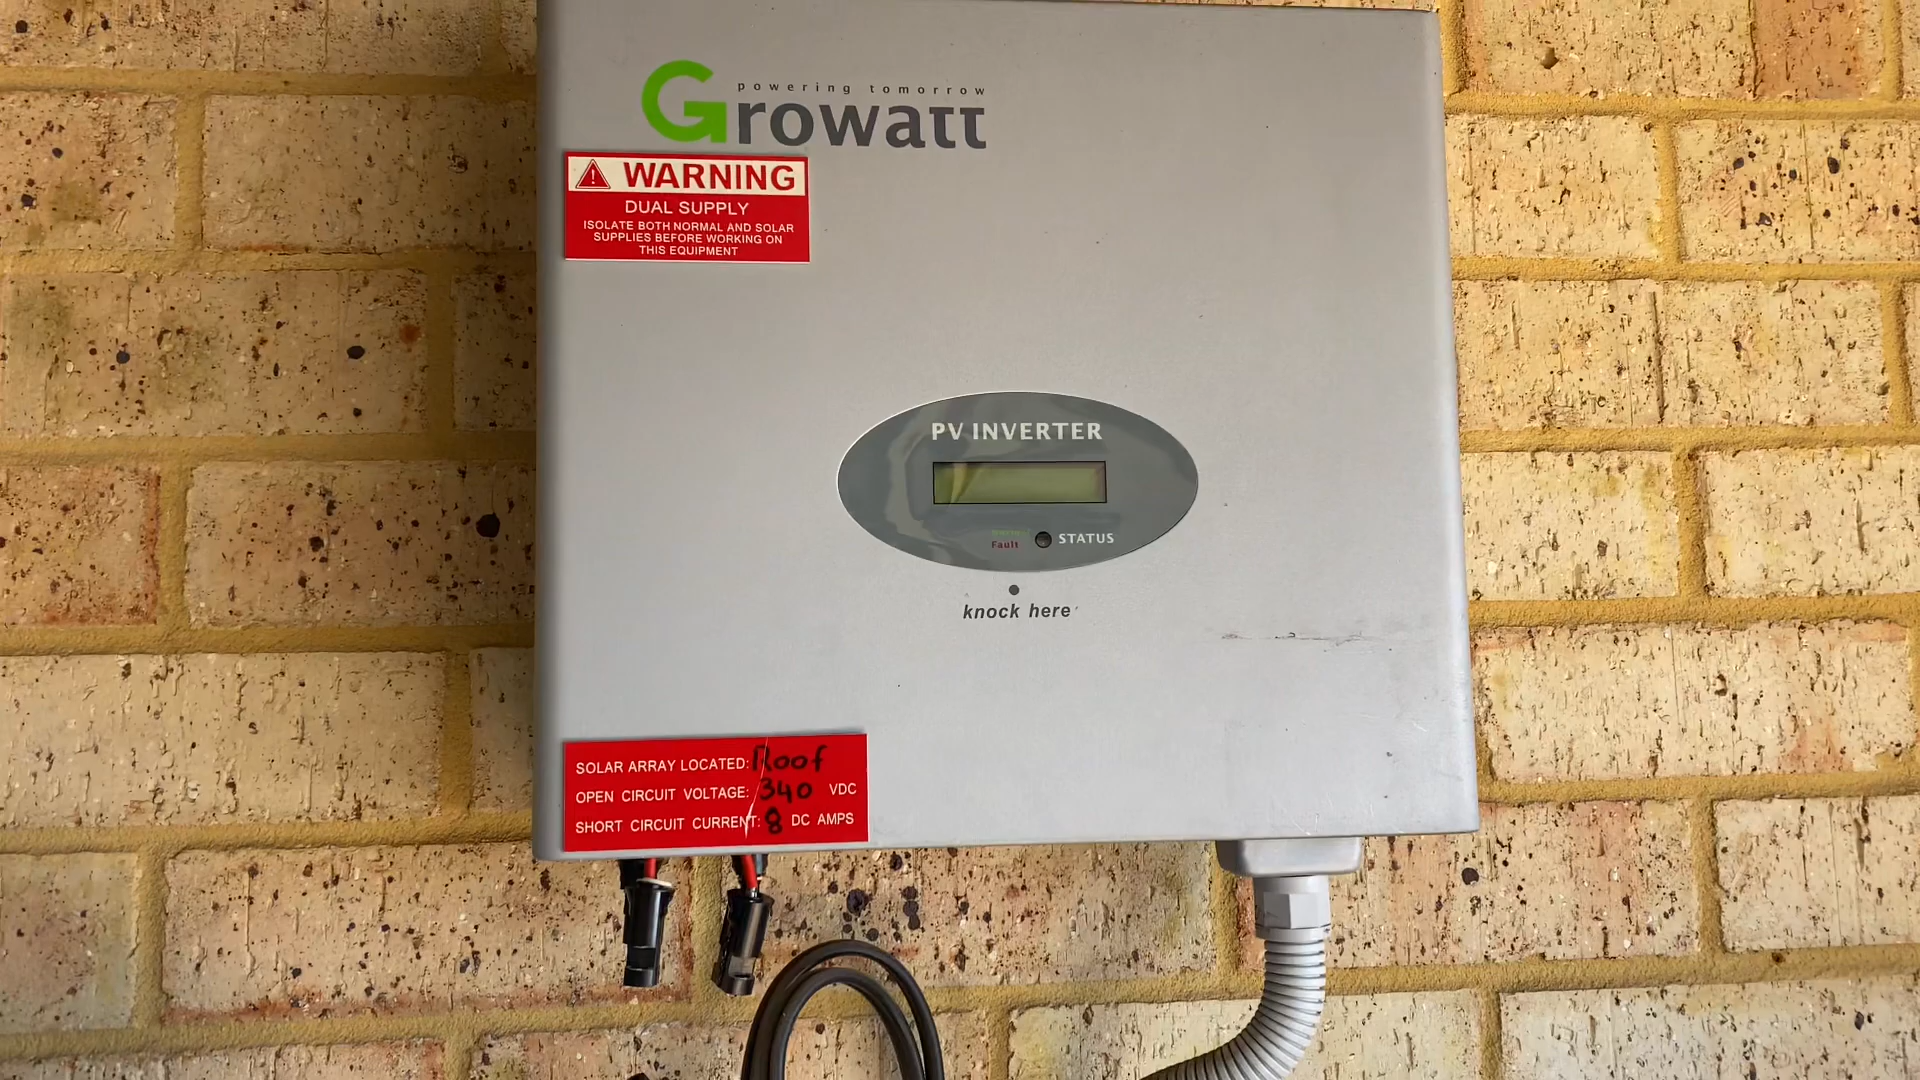 powering tomorrow
Growatt
WARNING
DUAL SUPPLY
ISOLATE BOTH NORMAL AND SOLAR
SUPPLIES BEFORE WORKING ON
THIS EQUIPMENT
PV INVERTER
Fault
STATUS
knock here
SOLAR ARRAY LOCATED: Roof
OPEN CIRCUIT VOLTAGE: 340 VDC
SHORT CIRCUIT CURRENT: 8 DC AMPS